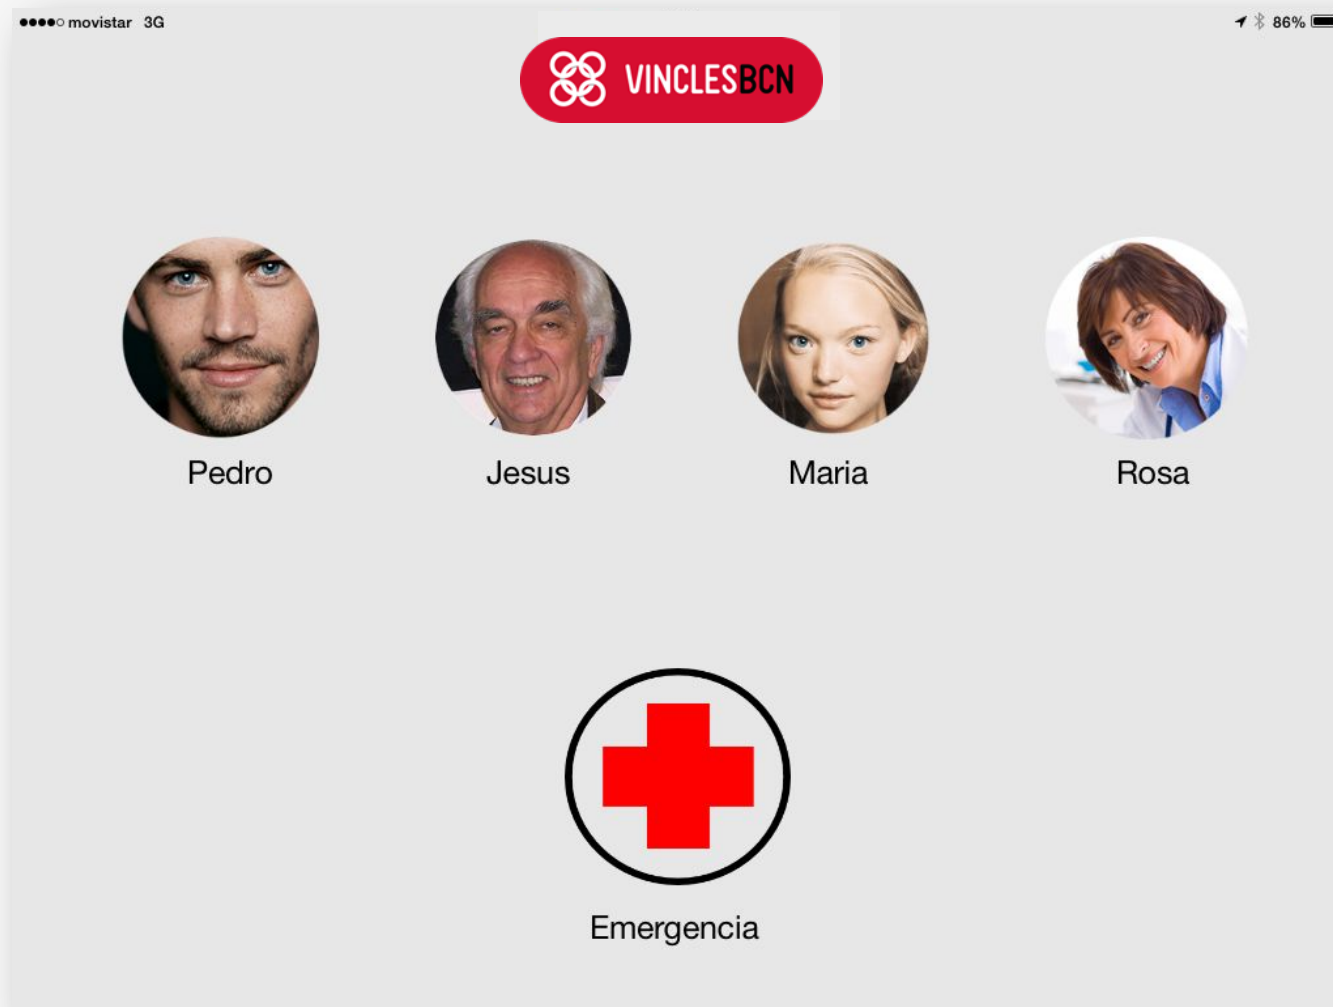 movistar 3G
86%
VINCLESBCN
Pedro
Jesus
Maria
Rosa
Emergencia